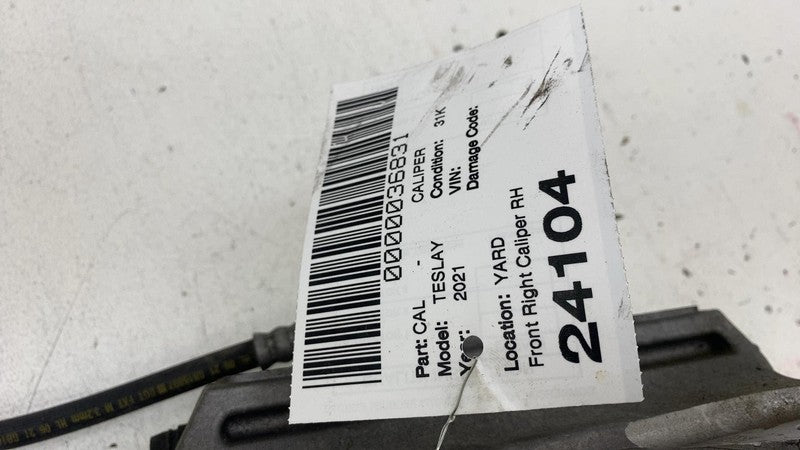 0000036831
Part: CAL - CALIPER
Model: TESLAY Condition: 31K
Year: 2021 VIN:
Damage Code:
Location: YARD
Front Right Caliper RH
24104